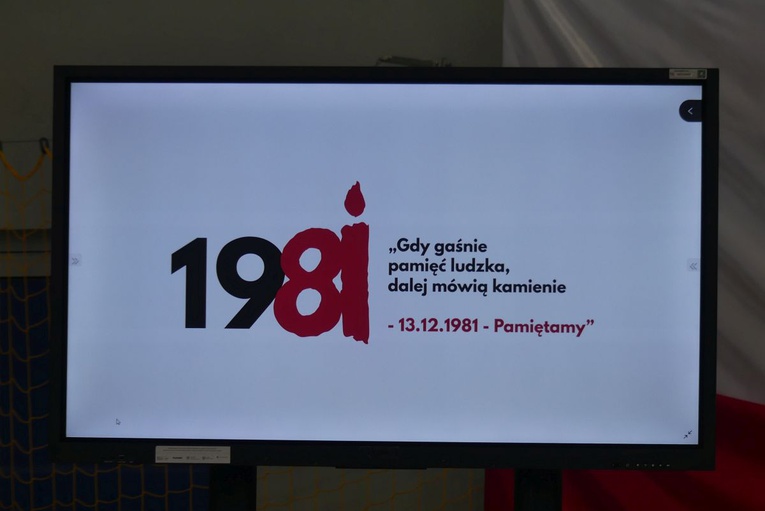 1981
„Gdy gaśnie
pamięć ludzka,
dalej mówią kamienie
- 13.12.1981 - Pamiętamy”